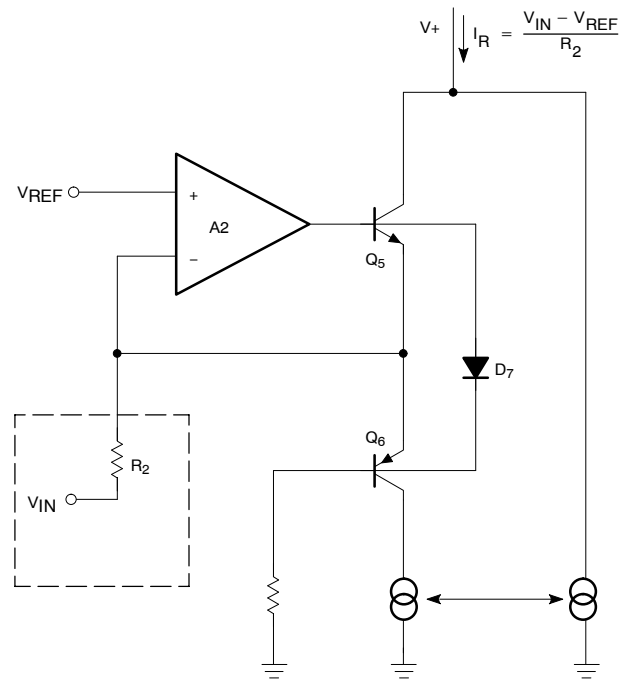 V+
I_R = (V_IN − V_REF) / R_2
V_REF
+
A2
−
Q_5
D_7
Q_6
R_2
V_IN